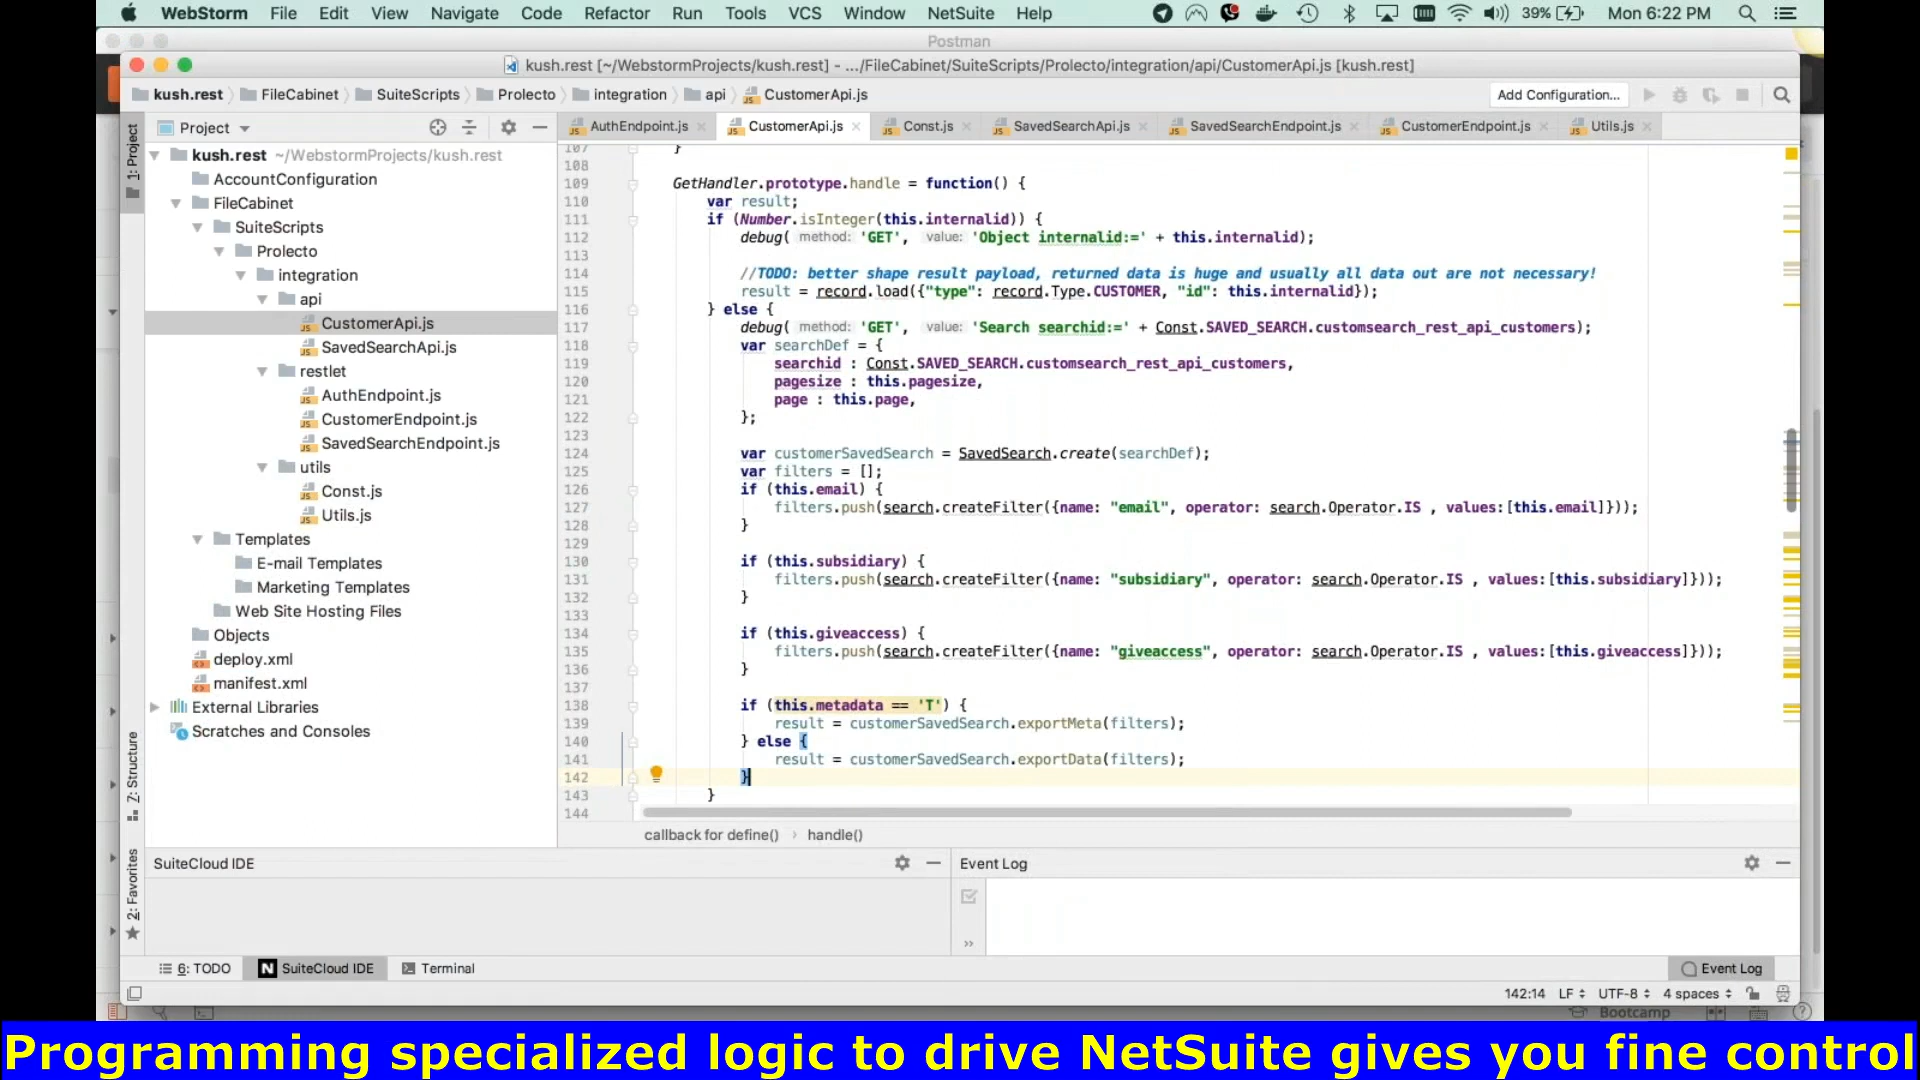 WebStorm File Edit View Navigate Code Refactor Run Tools VCS Window NetSuite Help 39% Mon 6:22 PM
Postman
kush.rest [~/WebstormProjects/kush.rest] - .../FileCabinet/SuiteScripts/Prolecto/integration/api/CustomerApi.js [kush.rest]
kush.rest FileCabinet SuiteScripts Prolecto integration api CustomerApi.js Add Configuration...
Project AuthEndpoint.js CustomerApi.js Const.js SavedSearchApi.js SavedSearchEndpoint.js CustomerEndpoint.js Utils.js
1: Project
7: Structure
2: Favorites
kush.rest ~/WebstormProjects/kush.rest
AccountConfiguration
FileCabinet
SuiteScripts
Prolecto
integration
api
CustomerApi.js
SavedSearchApi.js
restlet
AuthEndpoint.js
CustomerEndpoint.js
SavedSearchEndpoint.js
utils
Const.js
Utils.js
Templates
E-mail Templates
Marketing Templates
Web Site Hosting Files
Objects
deploy.xml
manifest.xml
External Libraries
Scratches and Consoles
107 }
108
109 GetHandler.prototype.handle = function() {
110 var result;
111 if (Number.isInteger(this.internalid)) {
112 debug( method: 'GET', value: 'Object internalid:=' + this.internalid);
113
114 //TODO: better shape result payload, returned data is huge and usually all data out are not necessary!
115 result = record.load({"type": record.Type.CUSTOMER, "id": this.internalid});
116 } else {
117 debug( method: 'GET', value: 'Search searchid:=' + Const.SAVED_SEARCH.customsearch_rest_api_customers);
118 var searchDef = {
119 searchid : Const.SAVED_SEARCH.customsearch_rest_api_customers,
120 pagesize : this.pagesize,
121 page : this.page,
122 };
123
124 var customerSavedSearch = SavedSearch.create(searchDef);
125 var filters = [];
126 if (this.email) {
127 filters.push(search.createFilter({name: "email", operator: search.Operator.IS , values:[this.email]}));
128 }
129
130 if (this.subsidiary) {
131 filters.push(search.createFilter({name: "subsidiary", operator: search.Operator.IS , values:[this.subsidiary]}));
132 }
133
134 if (this.giveaccess) {
135 filters.push(search.createFilter({name: "giveaccess", operator: search.Operator.IS , values:[this.giveaccess]}));
136 }
137
138 if (this.metadata == 'T') {
139 result = customerSavedSearch.exportMeta(filters);
140 } else {
141 result = customerSavedSearch.exportData(filters);
142 }
143 }
144
callback for define() › handle()
SuiteCloud IDE
Event Log
»
6: TODO SuiteCloud IDE Terminal Event Log
142:14 LF UTF-8 4 spaces
Bootcamp
Programming specialized logic to drive NetSuite gives you fine control